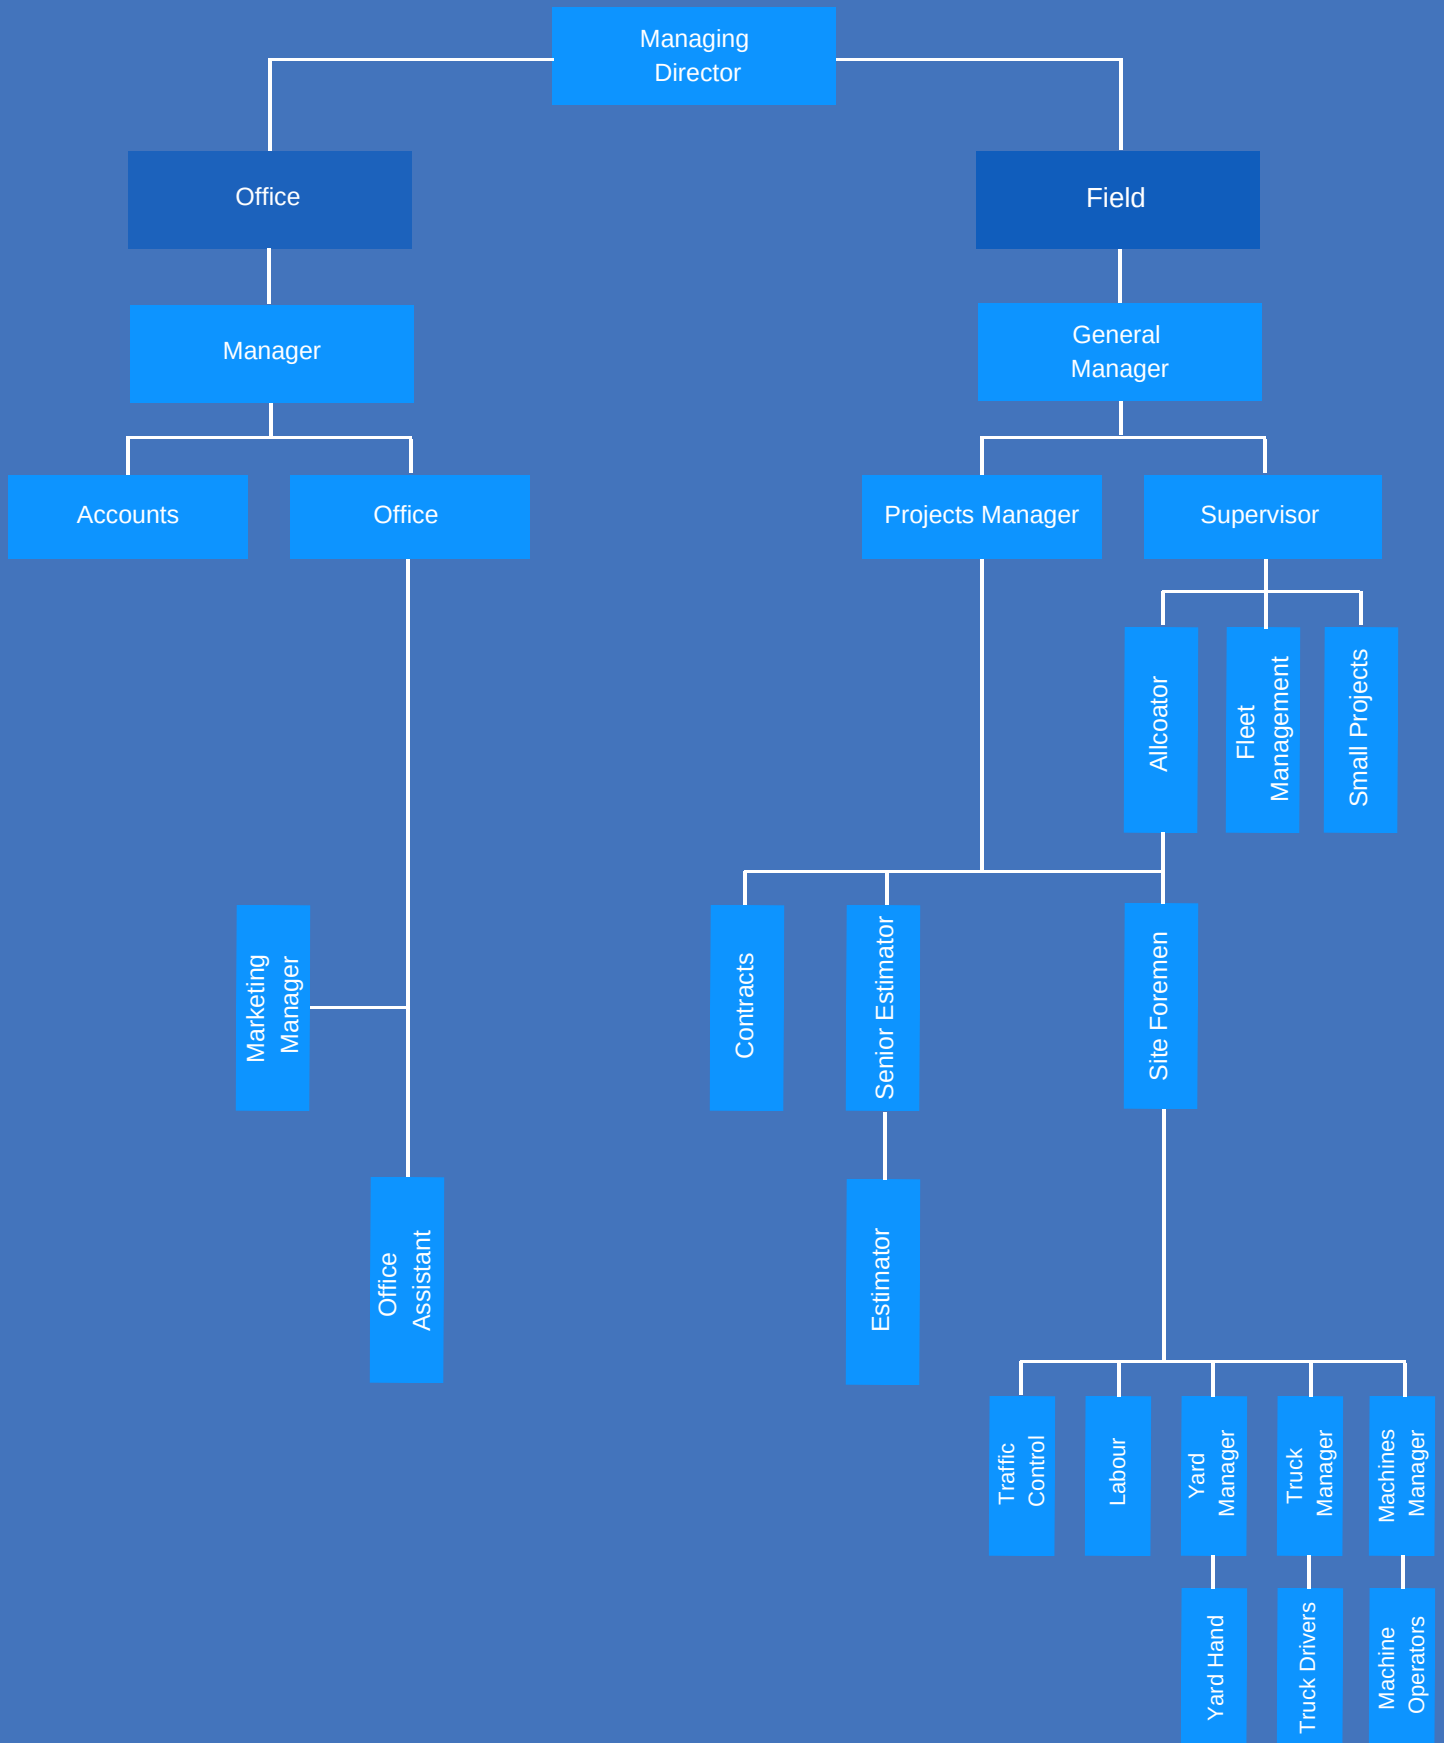 Managing
Director
Office
Field
Manager
General
Manager
Accounts
Office
Projects Manager
Supervisor
Allcoator
Fleet
Management
Small Projects
Marketing
Manager
Contracts
Senior Estimator
Site Foremen
Office
Assistant
Estimator
Traffic
Control
Labour
Yard
Manager
Truck
Manager
Machines
Manager
Yard Hand
Truck Drivers
Machine
Operators